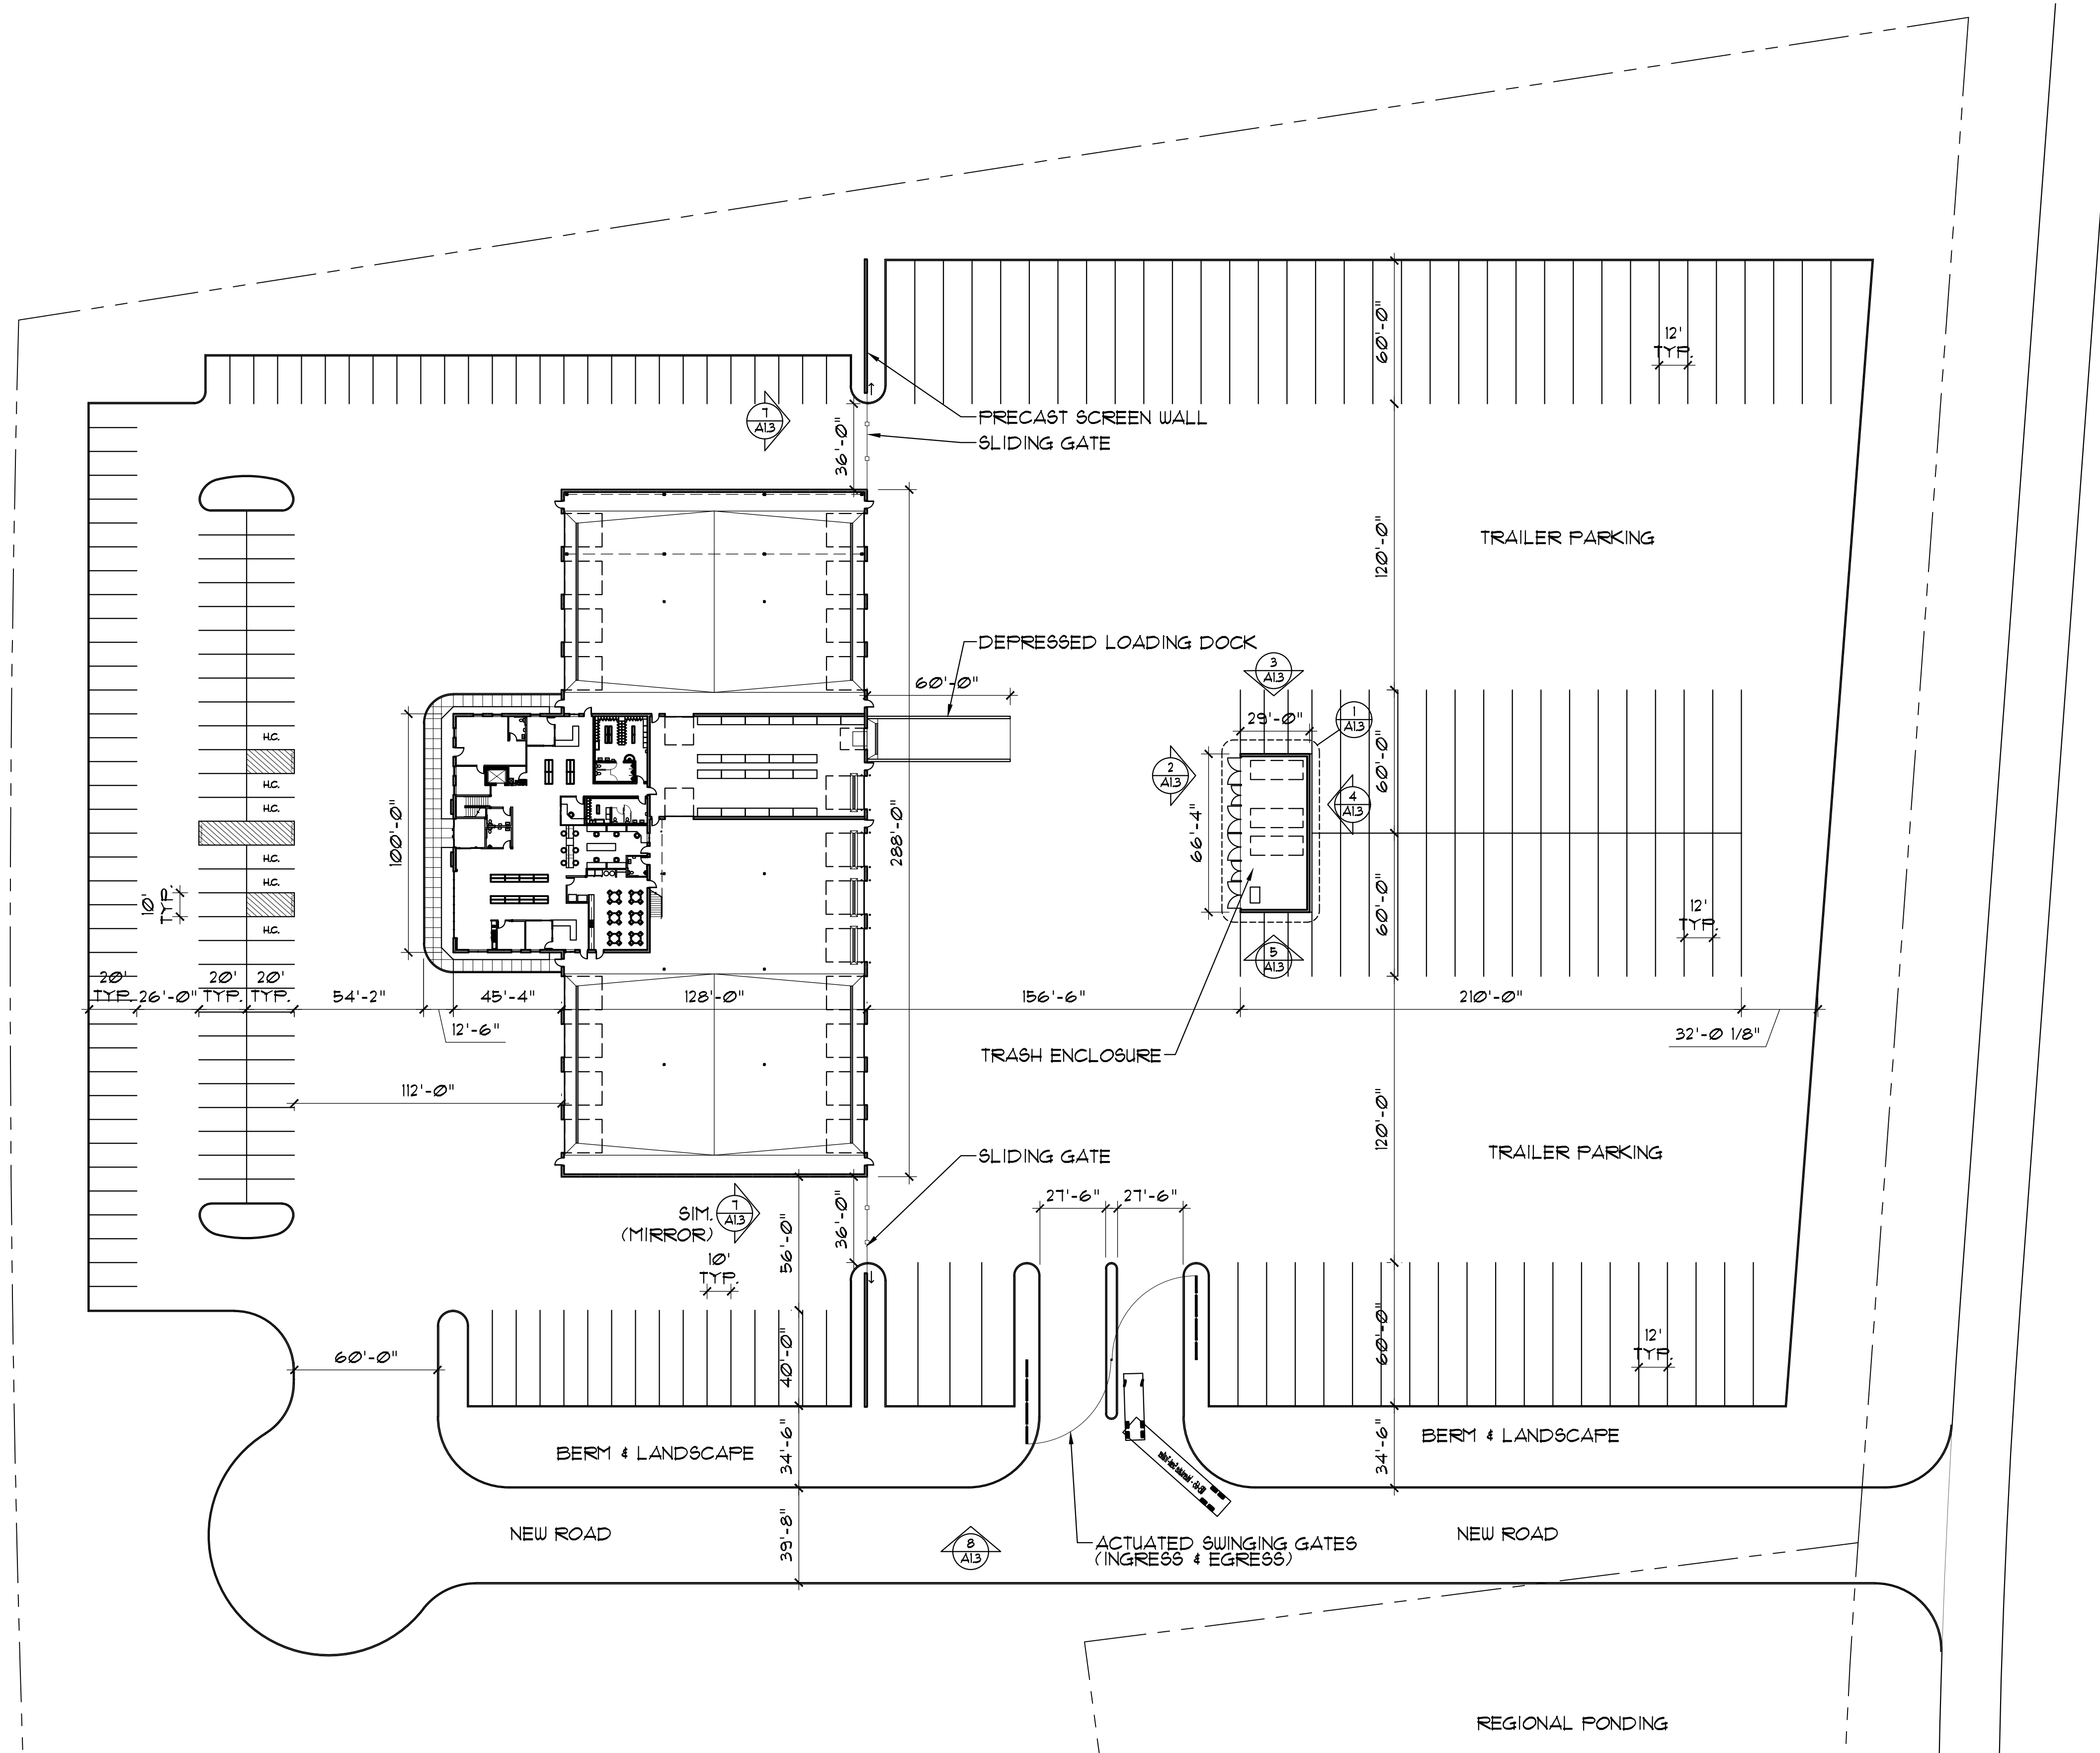 60'-0"
12'
TYP.
7
A1.3
PRECAST SCREEN WALL
SLIDING GATE
36'-0"
120'-0"
TRAILER PARKING
DEPRESSED LOADING DOCK
60'-0"
3
A1.3
29'-0"
1
A1.3
H.C.
2
A1.3
60'-0"
H.C.
4
A1.3
H.C.
100'-0"
288'-0"
66'-4"
H.C.
H.C.
10'
TYP.
60'-0"
12'
TYP.
H.C.
5
A1.3
20'
TYP.
26'-0"
20'
TYP.
20'
TYP.
54'-2"
45'-4"
128'-0"
156'-6"
210'-0"
12'-6"
32'-0 1/8"
TRASH ENCLOSURE
112'-0"
120'-0"
SLIDING GATE
TRAILER PARKING
27'-6"
27'-6"
SIM.
(MIRROR)
7
A1.3
56'-0"
36'-0"
10'
TYP.
60'-0"
40'-0"
60'-0"
12'
TYP.
BERM & LANDSCAPE
34'-6"
34'-6"
BERM & LANDSCAPE
NEW ROAD
39'-8"
8
A1.3
ACTUATED SWINGING GATES
(INGRESS & EGRESS)
NEW ROAD
REGIONAL PONDING